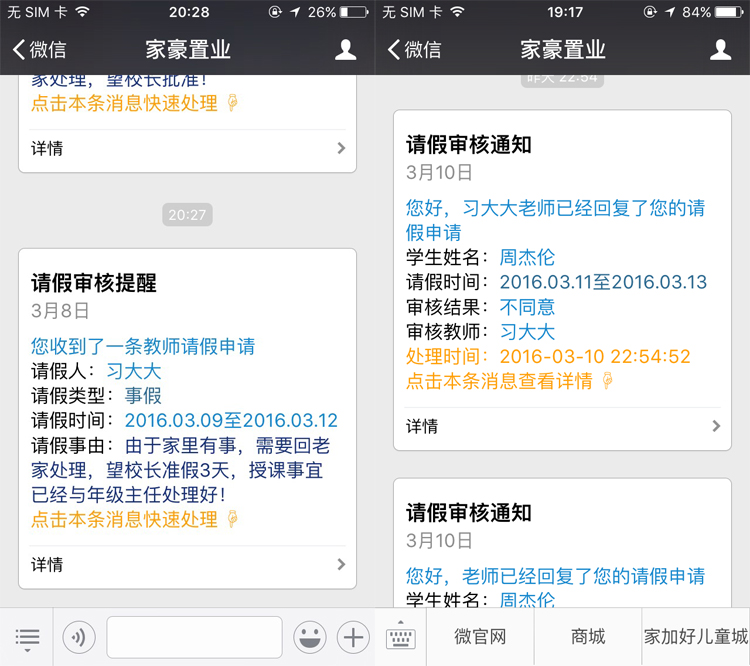 无 SIM 卡
20:28
26%
微信
家豪置业
家处理，望校长批准！
点击本条消息快速处理
详情
20:27
请假审核提醒
3月8日
您收到了一条教师请假申请
请假人：习大大
请假类型：事假
请假时间：2016.03.09至2016.03.12
请假事由：由于家里有事，需要回老
家处理，望校长准假3天，授课事宜
已经与年级主任处理好！
点击本条消息快速处理
详情
无 SIM 卡
19:17
84%
微信
家豪置业
昨天 22:54
请假审核通知
3月10日
您好，习大大老师已经回复了您的请
假申请
学生姓名：周杰伦
请假时间：2016.03.11至2016.03.13
审核结果：不同意
审核教师：习大大
处理时间：2016-03-10 22:54:52
点击本条消息查看详情
详情
请假审核通知
3月10日
您好，老师已经回复了您的请假申请
学生姓名：周杰伦
微官网
商城
家加好儿童城